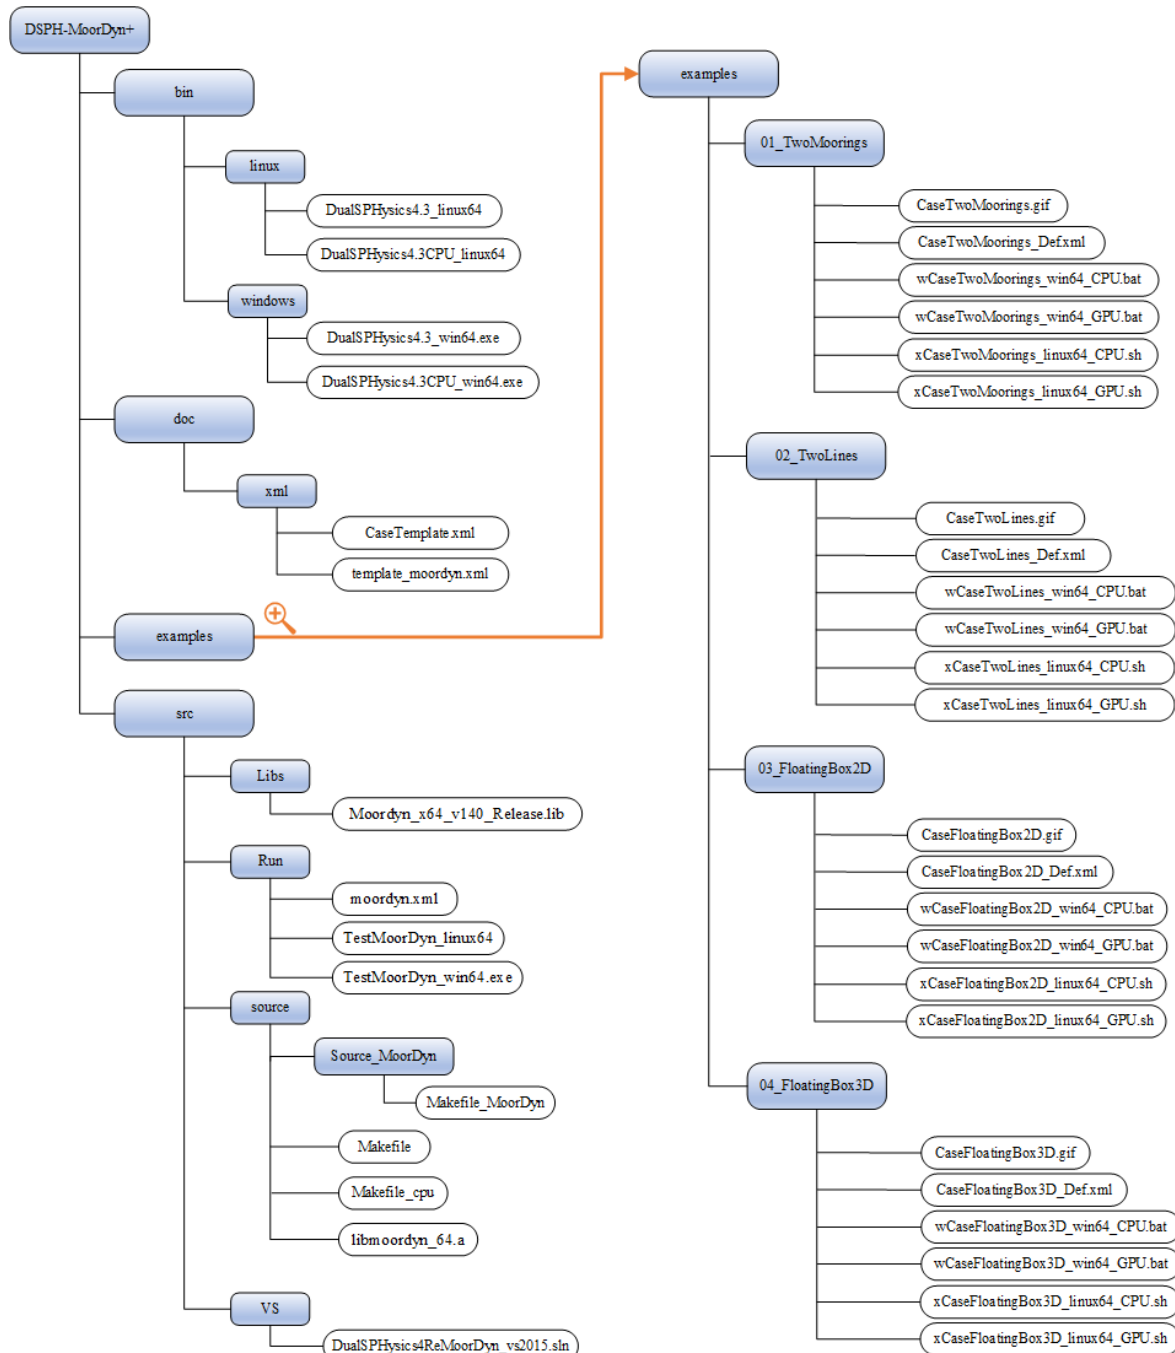 DSPH-MoorDyn+
bin
linux
DualSPHysics4.3_linux64
DualSPHysics4.3CPU_linux64
windows
DualSPHysics4.3_win64.exe
DualSPHysics4.3CPU_win64.exe
doc
xml
CaseTemplate.xml
template_moordyn.xml
examples
src
Libs
Moordyn_x64_v140_Release.lib
Run
moordyn.xml
TestMoorDyn_linux64
TestMoorDyn_win64.exe
source
Source_MoorDyn
Makefile_MoorDyn
Makefile
Makefile_cpu
libmoordyn_64.a
VS
DualSPHysics4ReMoorDyn_vs2015.sln
examples
01_TwoMoorings
CaseTwoMoorings.gif
CaseTwoMoorings_Def.xml
wCaseTwoMoorings_win64_CPU.bat
wCaseTwoMoorings_win64_GPU.bat
xCaseTwoMoorings_linux64_CPU.sh
xCaseTwoMoorings_linux64_GPU.sh
02_TwoLines
CaseTwoLines.gif
CaseTwoLines_Def.xml
wCaseTwoLines_win64_CPU.bat
wCaseTwoLines_win64_GPU.bat
xCaseTwoLines_linux64_CPU.sh
xCaseTwoLines_linux64_GPU.sh
03_FloatingBox2D
CaseFloatingBox2D.gif
CaseFloatingBox2D_Def.xml
wCaseFloatingBox2D_win64_CPU.bat
wCaseFloatingBox2D_win64_GPU.bat
xCaseFloatingBox2D_linux64_CPU.sh
xCaseFloatingBox2D_linux64_GPU.sh
04_FloatingBox3D
CaseFloatingBox3D.gif
CaseFloatingBox3D_Def.xml
wCaseFloatingBox3D_win64_CPU.bat
wCaseFloatingBox3D_win64_GPU.bat
xCaseFloatingBox3D_linux64_CPU.sh
xCaseFloatingBox3D_linux64_GPU.sh